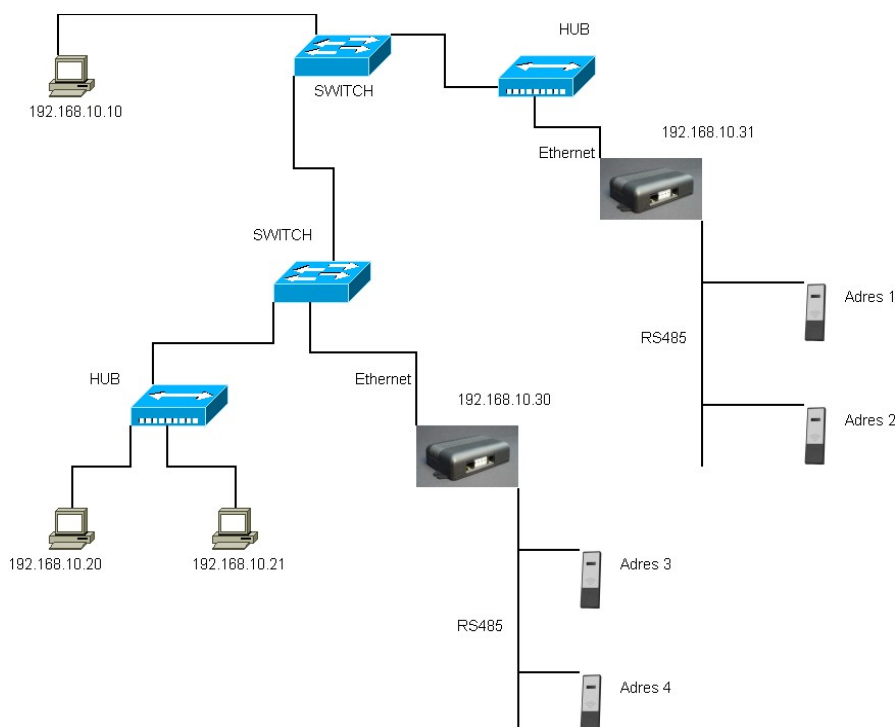 HUB
SWITCH
192.168.10.10
192.168.10.31
Ethernet
SWITCH
Adres 1
RS485
HUB
Ethernet
192.168.10.30
Adres 2
192.168.10.20
192.168.10.21
Adres 3
RS485
Adres 4